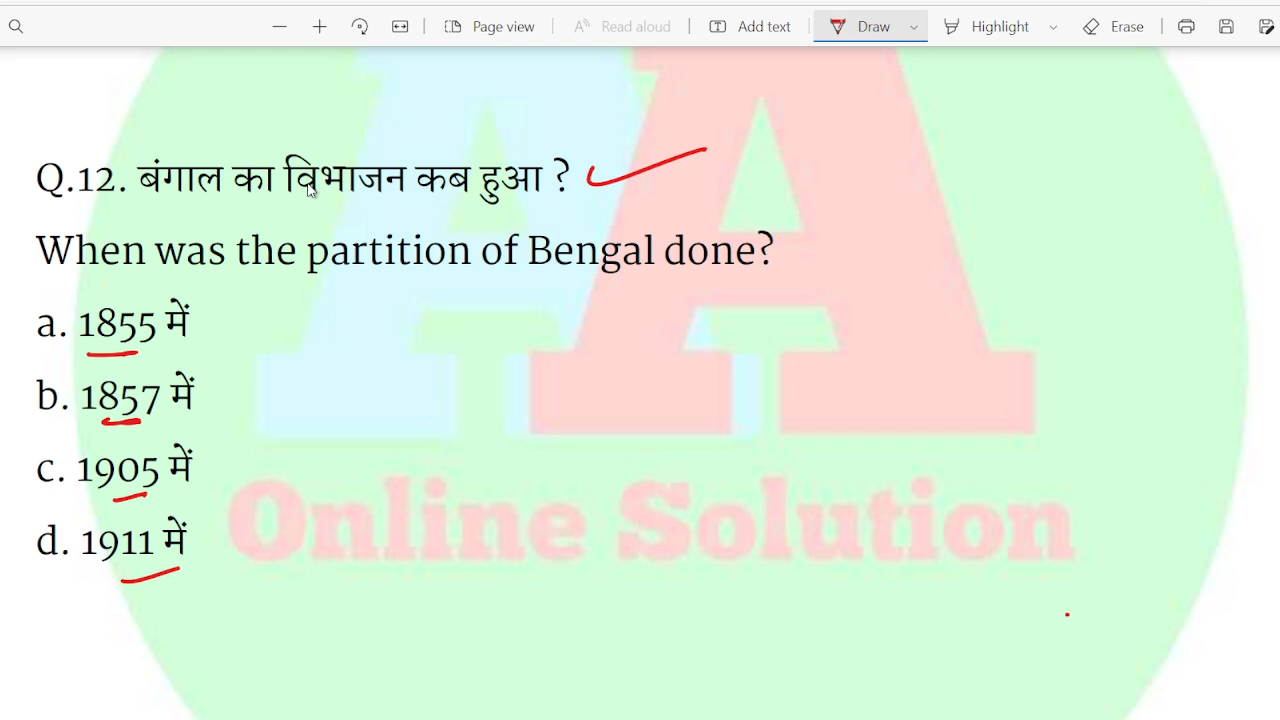 Page view Read aloud Add text Draw Highlight Erase
Q.12. बंगाल का विभाजन कब हुआ ?
When was the partition of Bengal done?
a. 1855 में
b. 1857 में
c. 1905 में
d. 1911 में
AA
Online Solution